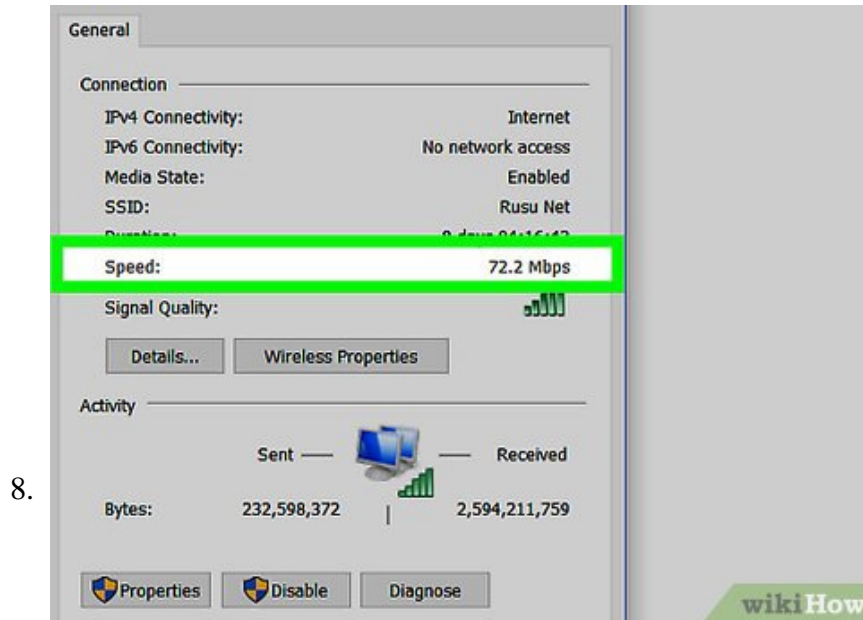 General
Connection
IPv4 Connectivity: Internet
IPv6 Connectivity: No network access
Media State: Enabled
SSID: Rusu Net
Duration: 
Speed: 72.2 Mbps
Signal Quality:
Details... Wireless Properties
Activity
Sent — — Received
8.
Bytes: 232,598,372 | 2,594,211,759
Properties Disable Diagnose
wikiHow